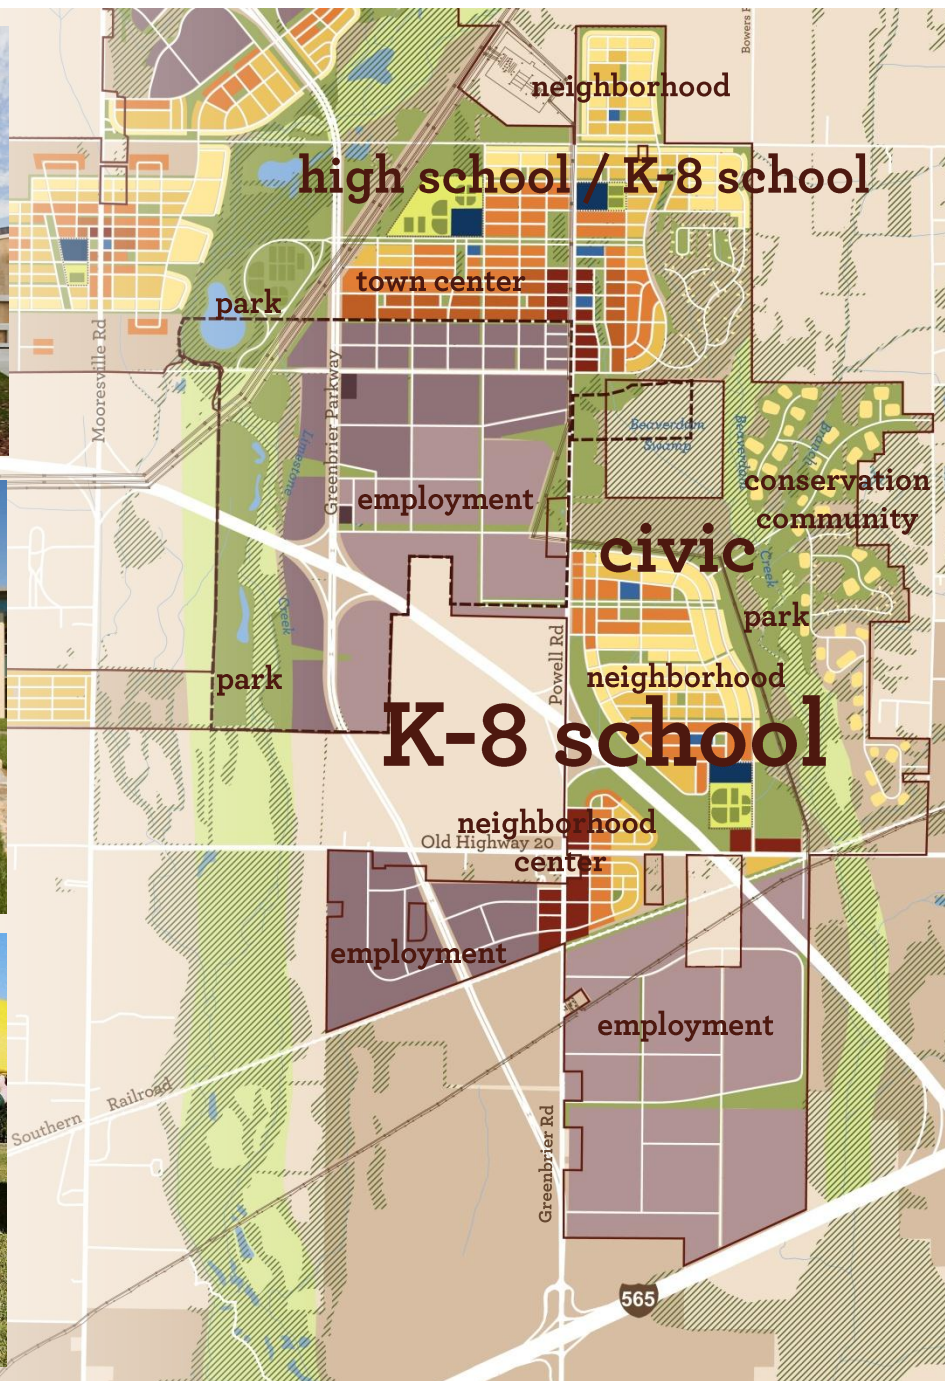 Bowers
neighborhood
high school / K-8 school
town center
park
Mooresville Rd
Greenbrier Parkway
Limestone
Creek
Beaverdam
Swamp
Beaverdam
Creek
Branch
employment
conservation
community
civic
park
Powell Rd
neighborhood
park
K-8 school
neighborhood
Old Highway 20
center
employment
employment
Southern Railroad
Greenbrier Rd
565